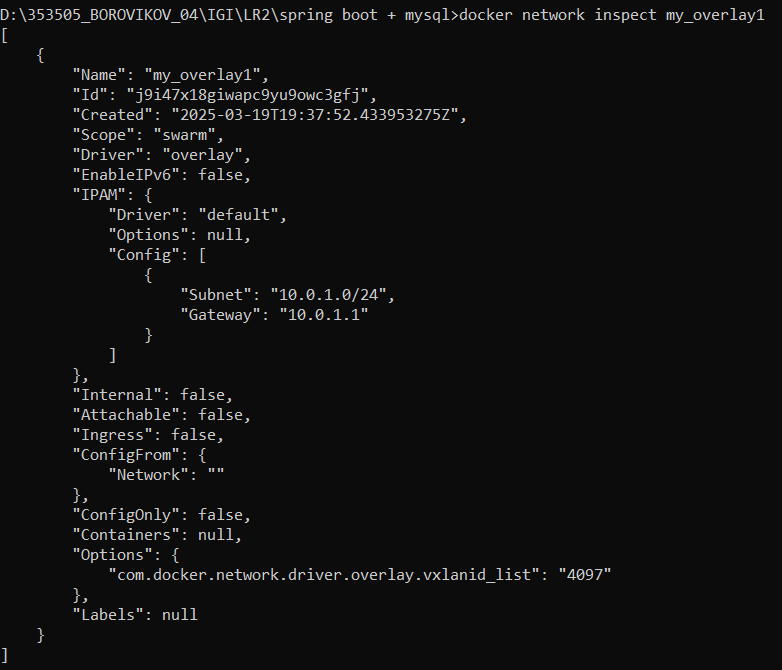 D:\353505_BOROVIKOV_04\IGI\LR2\spring boot + mysql>docker network inspect my_overlay1
[
    {
        "Name": "my_overlay1",
        "Id": "j9i47x18giwapc9yu9owc3gfj",
        "Created": "2025-03-19T19:37:52.433953275Z",
        "Scope": "swarm",
        "Driver": "overlay",
        "EnableIPv6": false,
        "IPAM": {
            "Driver": "default",
            "Options": null,
            "Config": [
                {
                    "Subnet": "10.0.1.0/24",
                    "Gateway": "10.0.1.1"
                }
            ]
        },
        "Internal": false,
        "Attachable": false,
        "Ingress": false,
        "ConfigFrom": {
            "Network": ""
        },
        "ConfigOnly": false,
        "Containers": null,
        "Options": {
            "com.docker.network.driver.overlay.vxlanid_list": "4097"
        },
        "Labels": null
    }
]